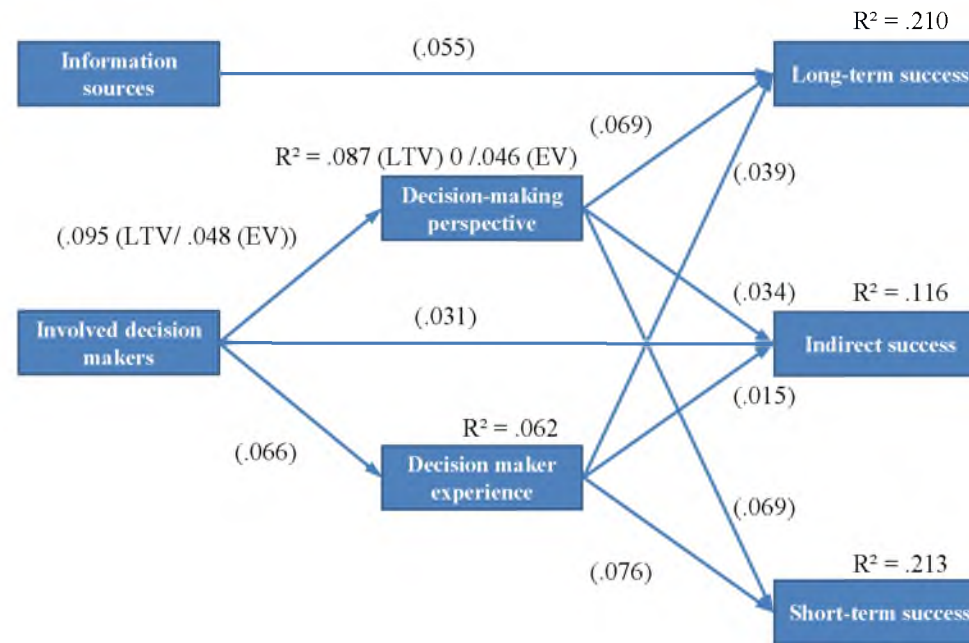 R² = .210
(.055)
Information
sources
Long-term success
(.069)
R² = .087 (LTV) 0 /.046 (EV)
(.039)
Decision-making
perspective
(.095 (LTV/ .048 (EV))
(.034)
R² = .116
(.031)
Involved decision
makers
Indirect success
(.015)
R² = .062
(.066)
Decision maker
experience
(.069)
R² = .213
(.076)
Short-term success